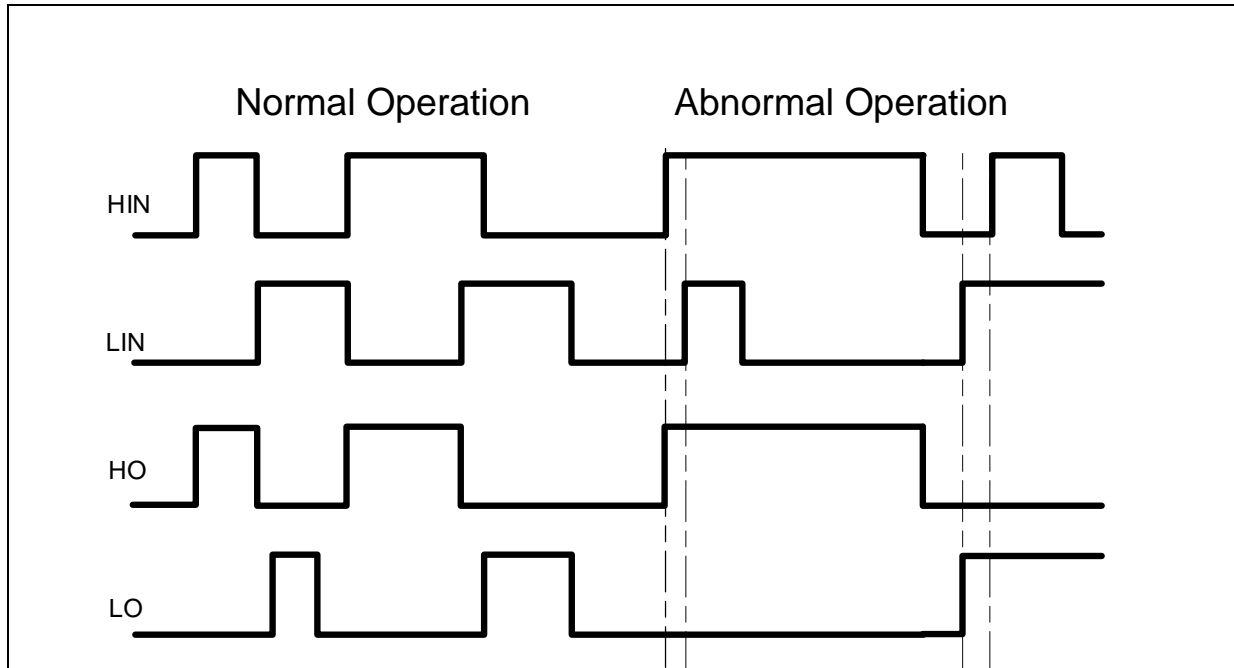 Normal Operation
Abnormal Operation
HIN
LIN
HO
LO